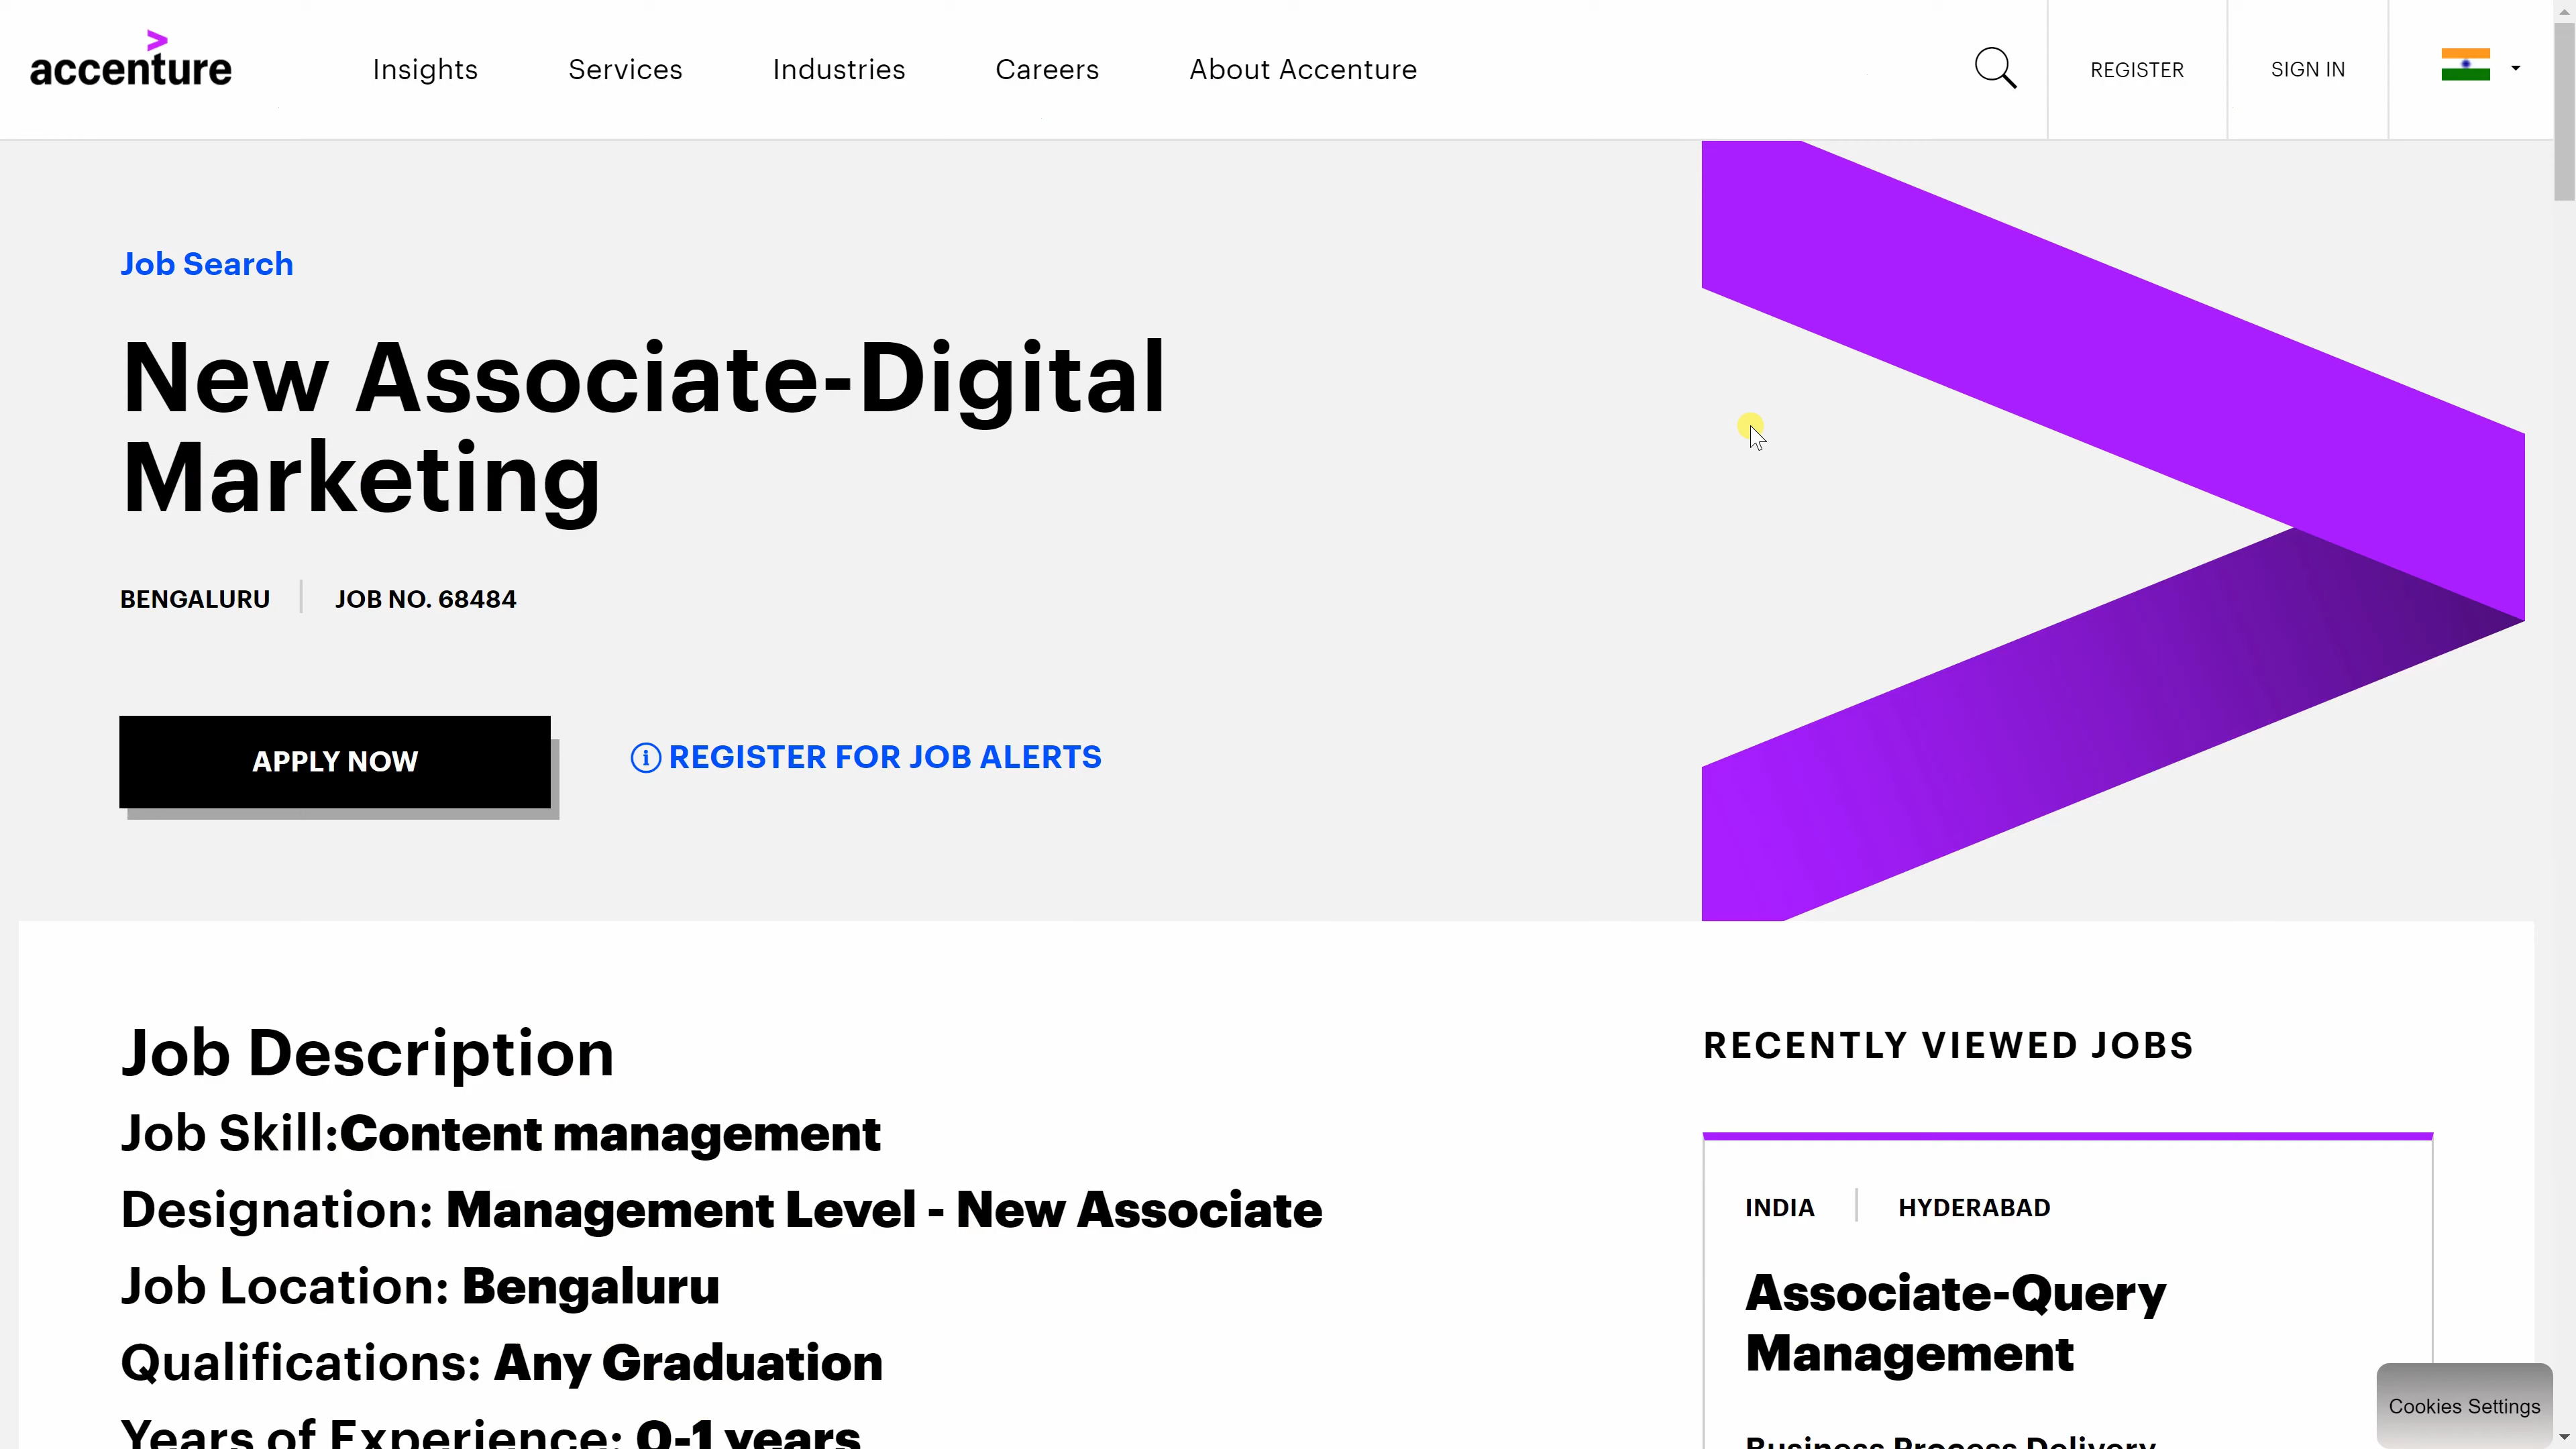 accenture
Insights
Services
Industries
Careers
About Accenture
REGISTER
SIGN IN
Job Search
New Associate-Digital
Marketing
BENGALURU
JOB NO. 68484
APPLY NOW
REGISTER FOR JOB ALERTS
Job Description
Job Skill:Content management
Designation: Management Level - New Associate
Job Location: Bengaluru
Qualifications: Any Graduation
Years of Experience: 0-1 years
RECENTLY VIEWED JOBS
INDIA
HYDERABAD
Associate-Query
Management
Business Process Delivery
Cookies Settings